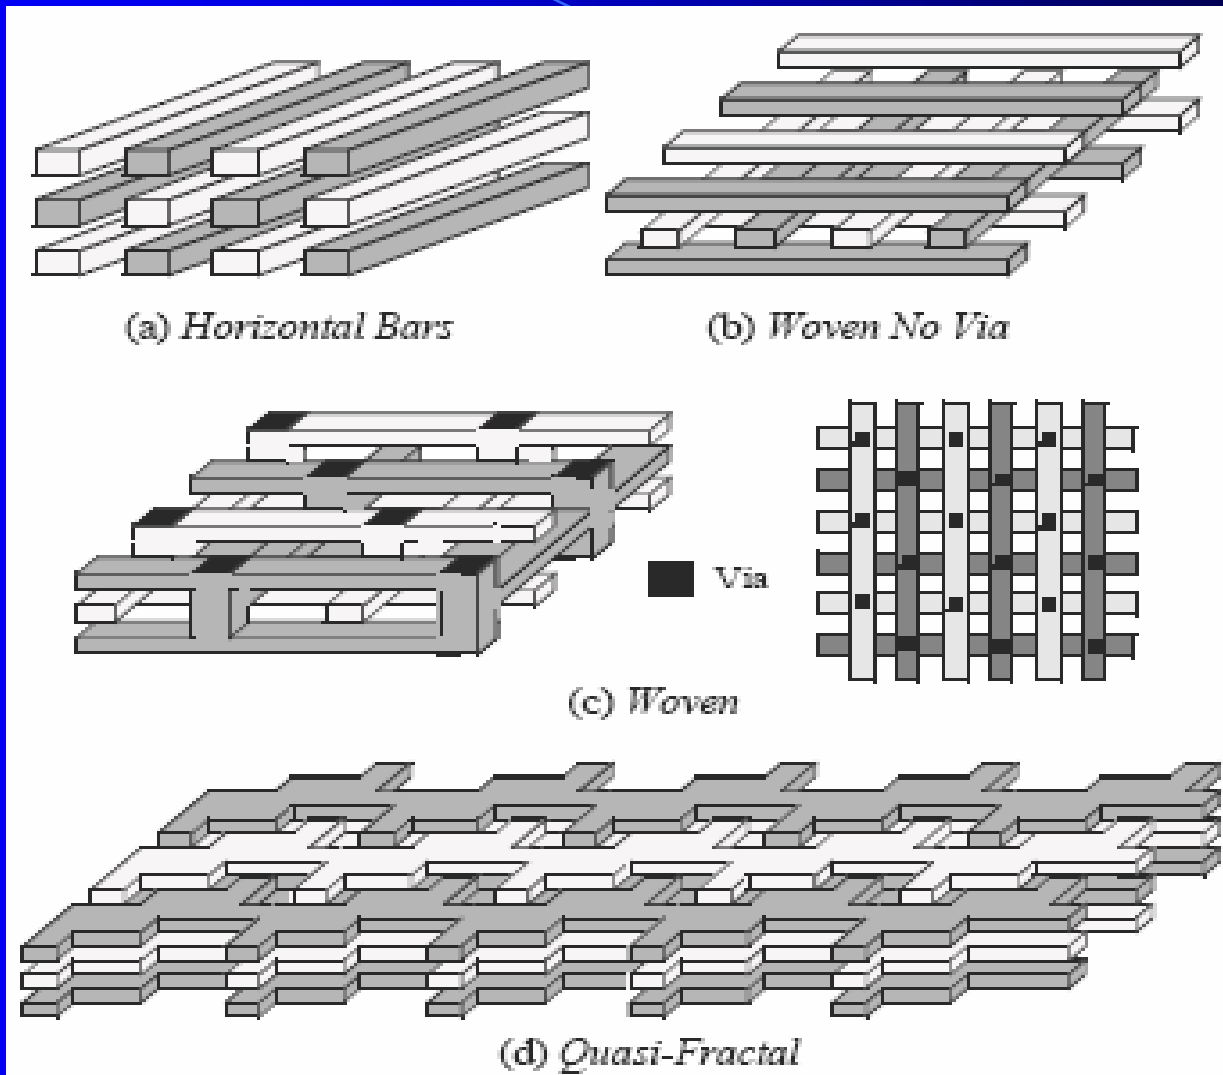 (a) Horizontal Bars
(b) Woven No Via
Via
(c) Woven
(d) Quasi-Fractal